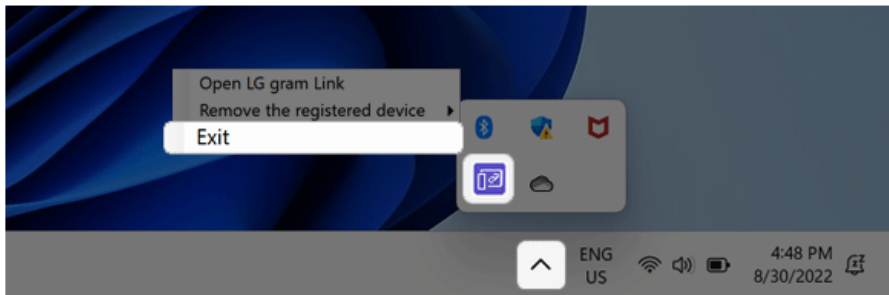 Open LG gram Link
Remove the registered device
Exit
ENG
US
4:48 PM
8/30/2022